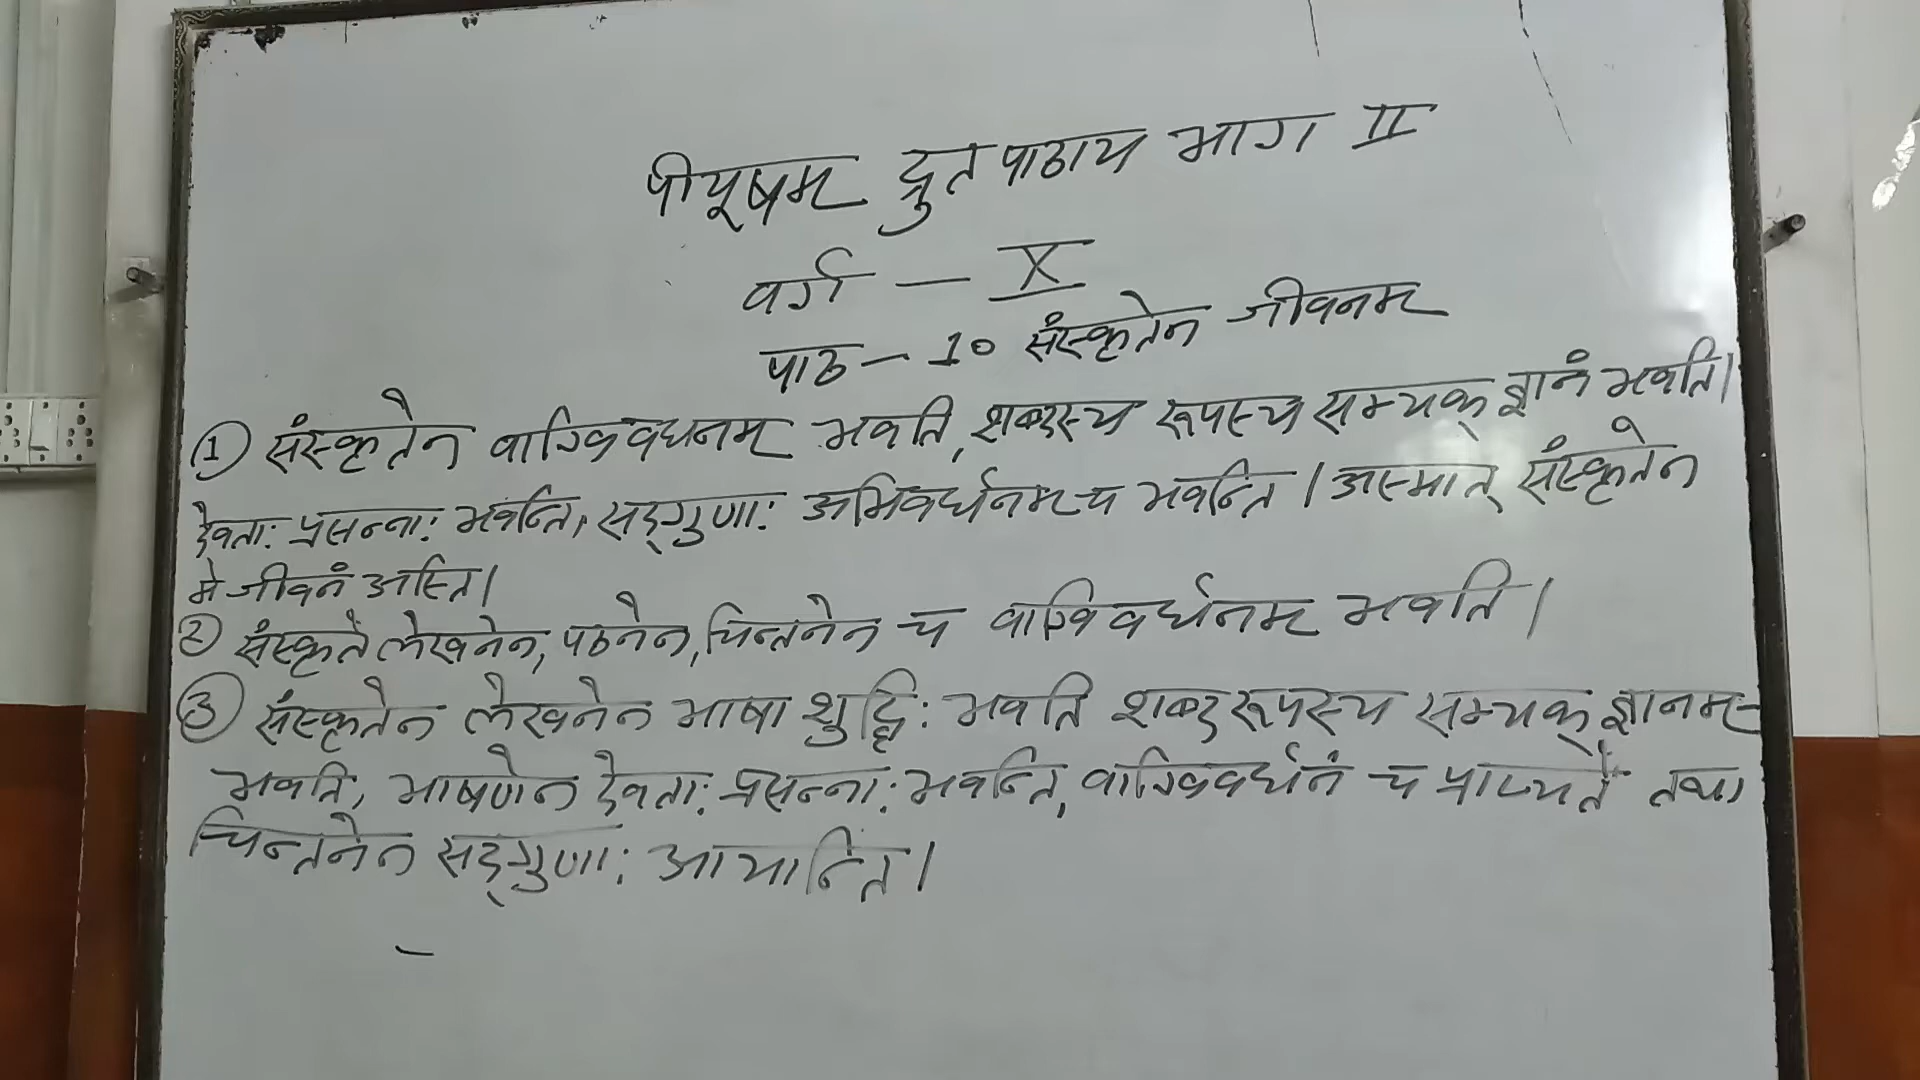 पीयूषम द्रुत पाठाय भाग II
वर्ग — X
पाठ — 10 संस्कृतेन जीवनम
① संस्कृतेन वाग्विवर्धनम भवति, शब्दस्य रूपस्य सम्यक् ज्ञानं भवति।
देवता: प्रसन्ना: भवन्ति, सद्गुणा: अभिवर्धनम च भवन्ति। अस्मात् संस्कृतेन
मे जीवनं अस्ति।
② संस्कृते लेखनेन, पठनेन, चिन्तनेन च वाग्विवर्धनम भवति।
③ संस्कृतेन लेखनेन भाषा शुद्धि: भवति शब्द रूपस्य सम्यक् ज्ञानम
भवति, भाषणेन देवता: प्रसन्ना: भवन्ति, वाग्विवर्धनं च प्राप्यते तथा
चिन्तनेन सद्गुणा: आयान्ति।